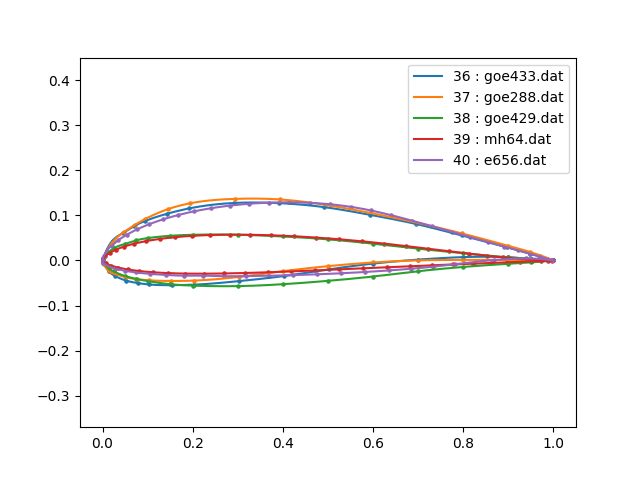 36 : goe433.dat
37 : goe288.dat
38 : goe429.dat
39 : mh64.dat
40 : e656.dat
0.4
0.3
0.2
0.1
0.0
−0.1
−0.2
−0.3
0.0 0.2 0.4 0.6 0.8 1.0